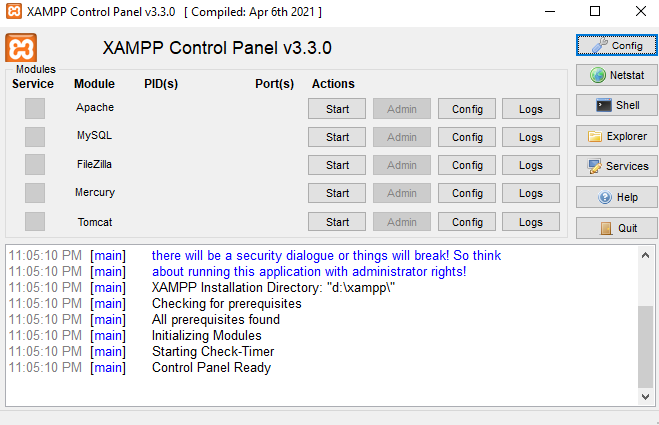 XAMPP Control Panel v3.3.0 [ Compiled: Apr 6th 2021 ]
XAMPP Control Panel v3.3.0
Config
Modules
Service Module PID(s) Port(s) Actions
Netstat
Apache Start Admin Config Logs
Shell
MySQL Start Admin Config Logs
Explorer
FileZilla Start Admin Config Logs
Services
Mercury Start Admin Config Logs
Help
Tomcat Start Admin Config Logs
Quit
11:05:10 PM [main] there will be a security dialogue or things will break! So think
11:05:10 PM [main] about running this application with administrator rights!
11:05:10 PM [main] XAMPP Installation Directory: "d:\xampp\"
11:05:10 PM [main] Checking for prerequisites
11:05:10 PM [main] All prerequisites found
11:05:10 PM [main] Initializing Modules
11:05:10 PM [main] Starting Check-Timer
11:05:10 PM [main] Control Panel Ready